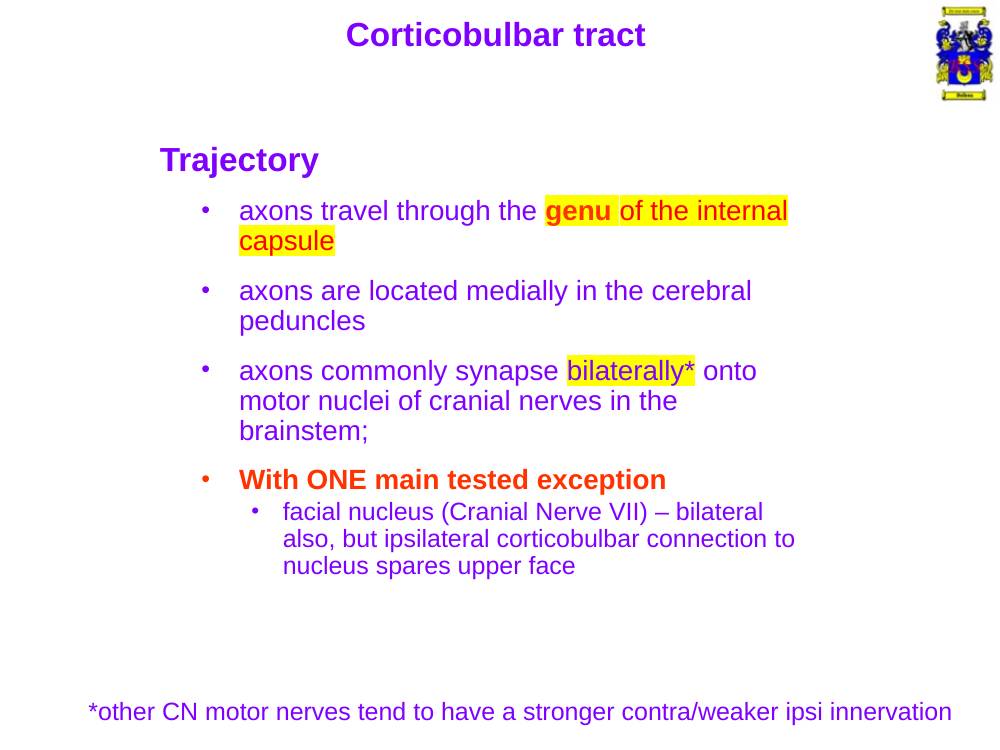 Corticobulbar tract
Trajectory
• axons travel through the genu of the internal
capsule
• axons are located medially in the cerebral
peduncles
• axons commonly synapse bilaterally* onto
motor nuclei of cranial nerves in the
brainstem;
• With ONE main tested exception
• facial nucleus (Cranial Nerve VII) – bilateral
also, but ipsilateral corticobulbar connection to
nucleus spares upper face
*other CN motor nerves tend to have a stronger contra/weaker ipsi innervation